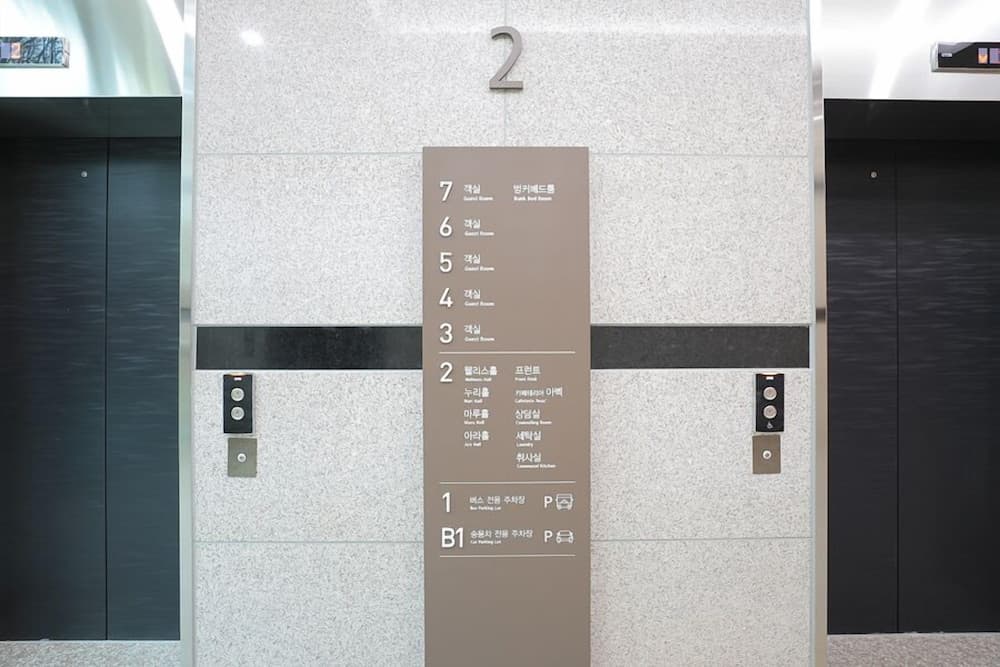 2
7 객실 벙커베드룸
Guest Room Bunk Bed Room
6 객실
Guest Room
5 객실
Guest Room
4 객실
Guest Room
3 객실
Guest Room
2 웰리스홀 프런트
Wellness Hall Front Desk
누리홀 카페테리아 아벡
Nuri Hall Cafeteria Avec
마루홀 상담실
Maru Hall Counselling Room
아라홀 세탁실
Ara Hall Laundry
취사실
Communal Kitchen
1 버스 전용 주차장 P
Bus Parking Lot
B1 승용차 전용 주차장 P
Car Parking Lot